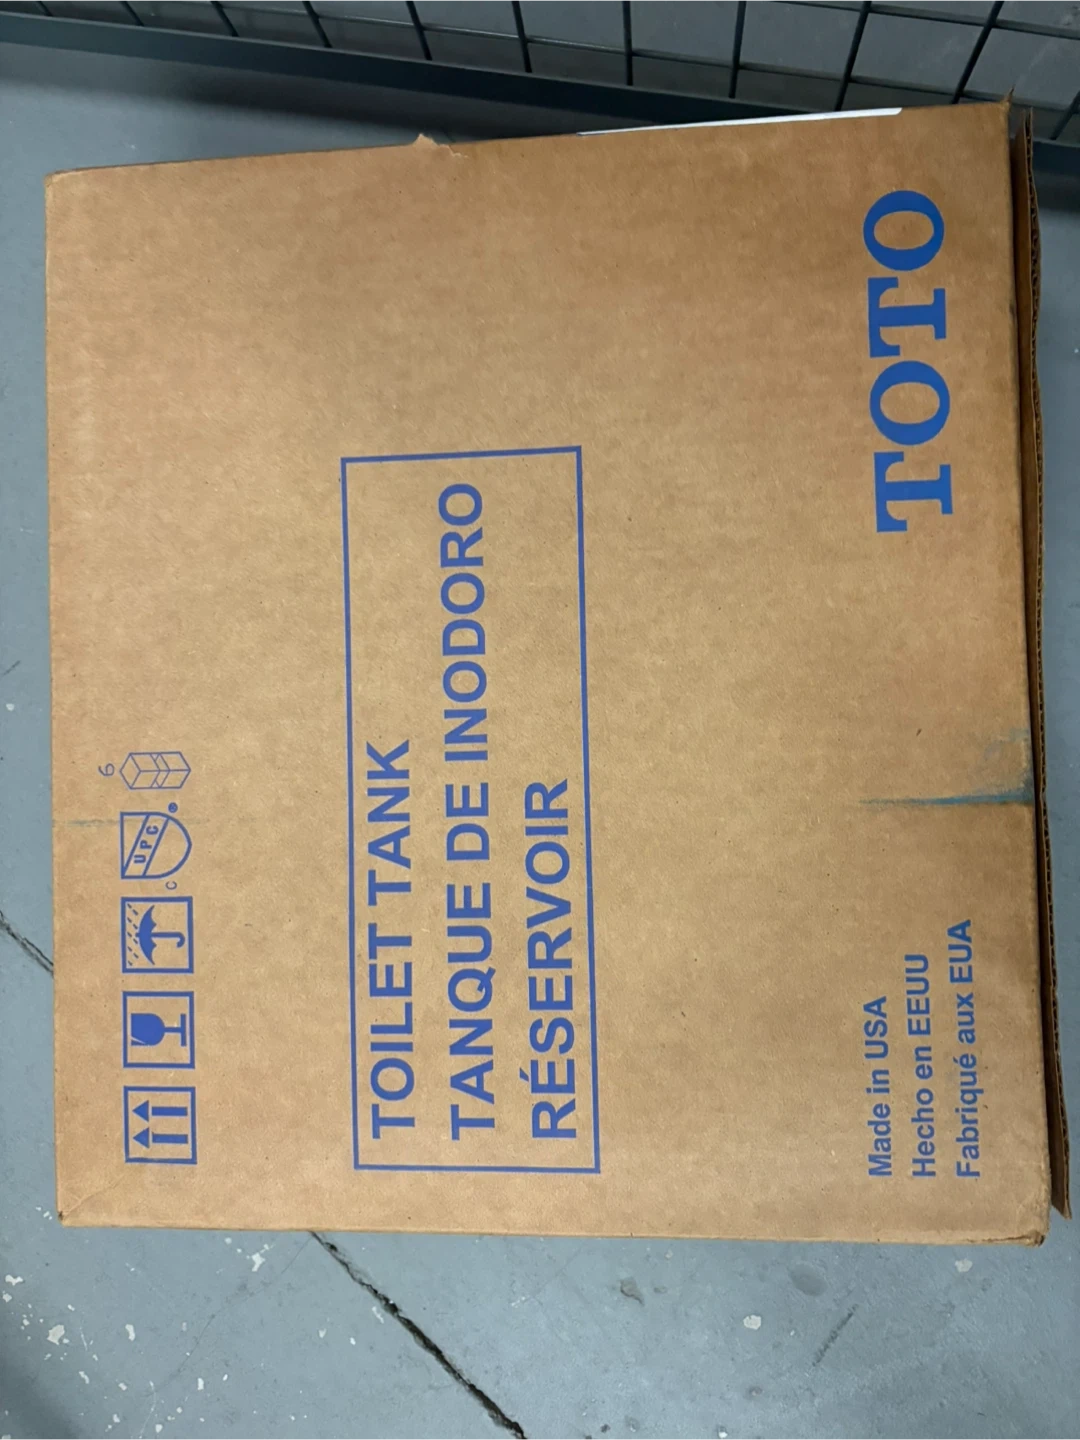 6
UPC
C ®
TOILET TANK
TANQUE DE INODORO
RÉSERVOIR
Made in USA
Hecho en EEUU
Fabriqué aux EUA
TOTO